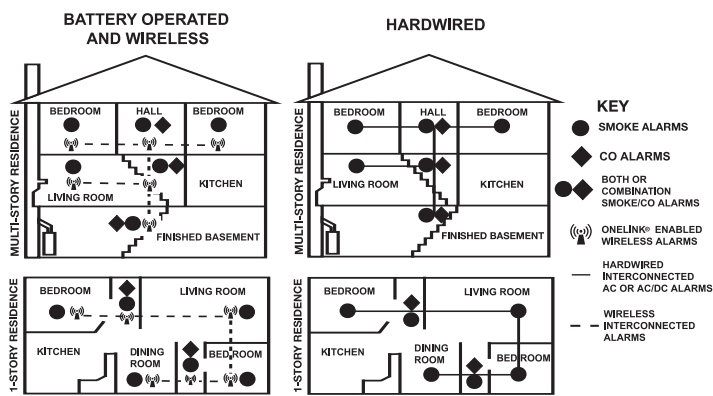 BATTERY OPERATED
AND WIRELESS
HARDWIRED
MULTI-STORY RESIDENCE
BEDROOM
HALL
BEDROOM
LIVING ROOM
KITCHEN
FINISHED BASEMENT
MULTI-STORY RESIDENCE
BEDROOM
HALL
BEDROOM
LIVING ROOM
KITCHEN
FINISHED BASEMENT
KEY
SMOKE ALARMS
CO ALARMS
BOTH OR
COMBINATION
SMOKE/CO ALARMS
ONELINK® ENABLED
WIRELESS ALARMS
HARDWIRED
INTERCONNECTED
AC OR AC/DC ALARMS
WIRELESS
INTERCONNECTED
ALARMS
1-STORY RESIDENCE
BEDROOM
LIVING ROOM
KITCHEN
DINING
ROOM
BEDROOM
1-STORY RESIDENCE
BEDROOM
LIVING ROOM
KITCHEN
DINING
ROOM
BEDROOM